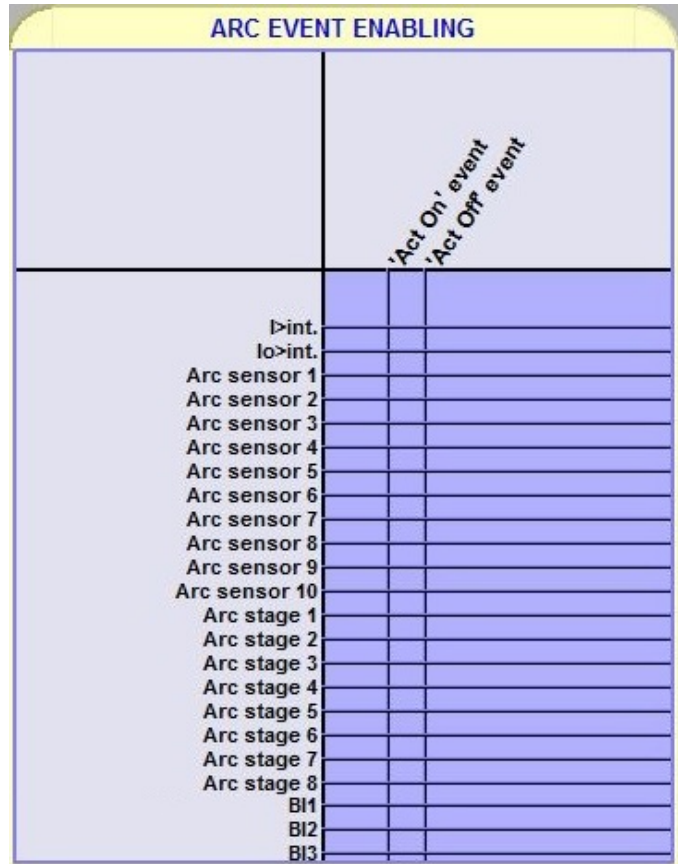 ARC EVENT ENABLING
'Act On' event
'Act Off' event
I>int.
Io>int.
Arc sensor 1
Arc sensor 2
Arc sensor 3
Arc sensor 4
Arc sensor 5
Arc sensor 6
Arc sensor 7
Arc sensor 8
Arc sensor 9
Arc sensor 10
Arc stage 1
Arc stage 2
Arc stage 3
Arc stage 4
Arc stage 5
Arc stage 6
Arc stage 7
Arc stage 8
BI1
BI2
BI3